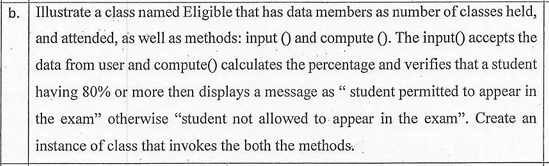 b. Illustrate a class named Eligible that has data members as number of classes held,
and attended, as well as methods: input () and compute (). The input() accepts the
data from user and compute() calculates the percentage and verifies that a student
having 80% or more then displays a message as “ student permitted to appear in
the exam” otherwise “student not allowed to appear in the exam”. Create an
instance of class that invokes the both the methods.